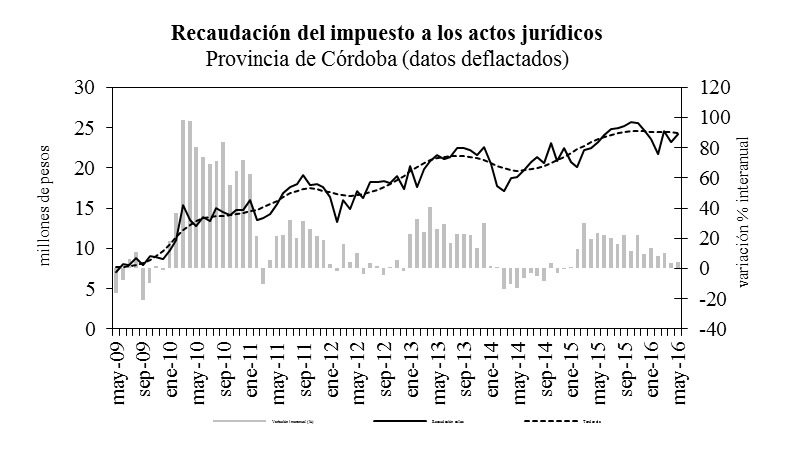 Recaudación del impuesto a los actos jurídicos
Provincia de Córdoba (datos deflactados)
30
25
20
15
10
5
0
millones de pesos
120
100
80
60
40
20
0
-20
-40
variación % interanual
may-09
sep-09
ene-10
may-10
sep-10
ene-11
may-11
sep-11
ene-12
may-12
sep-12
ene-13
may-13
sep-13
ene-14
may-14
sep-14
ene-15
may-15
sep-15
ene-16
may-16